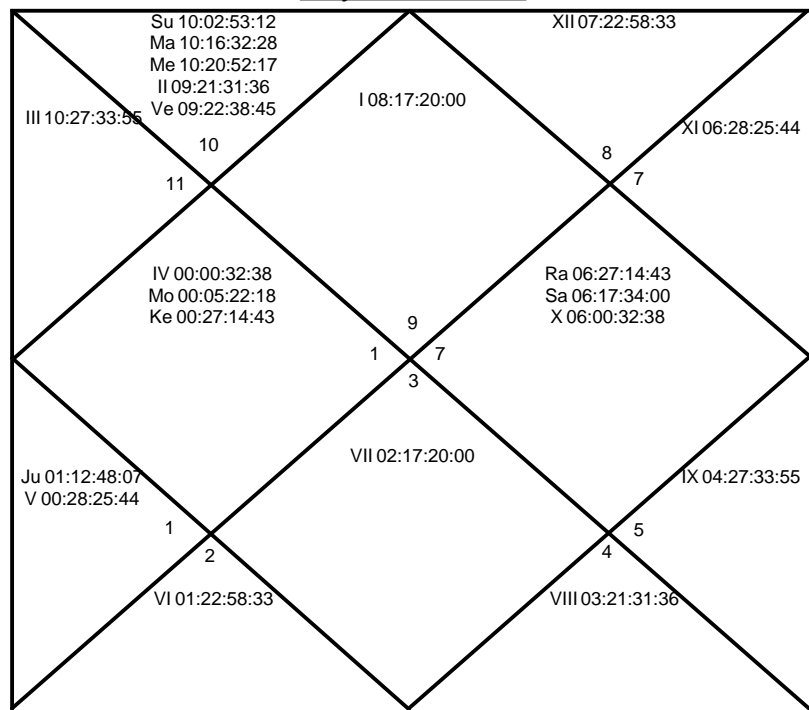 Su 10:02:53:12
Ma 10:16:32:28
Me 10:20:52:17
II 09:21:31:36
Ve 09:22:38:45
XII 07:22:58:33
I 08:17:20:00
III 10:27:33:55
XI 06:28:25:44
10
8
11
7
IV 00:00:32:38
Mo 00:05:22:18
Ke 00:27:14:43
Ra 06:27:14:43
Sa 06:17:34:00
X 06:00:32:38
9
1
7
3
VII 02:17:20:00
Ju 01:12:48:07
V 00:28:25:44
IX 04:27:33:55
1
5
2
4
VI 01:22:58:33
VIII 03:21:31:36